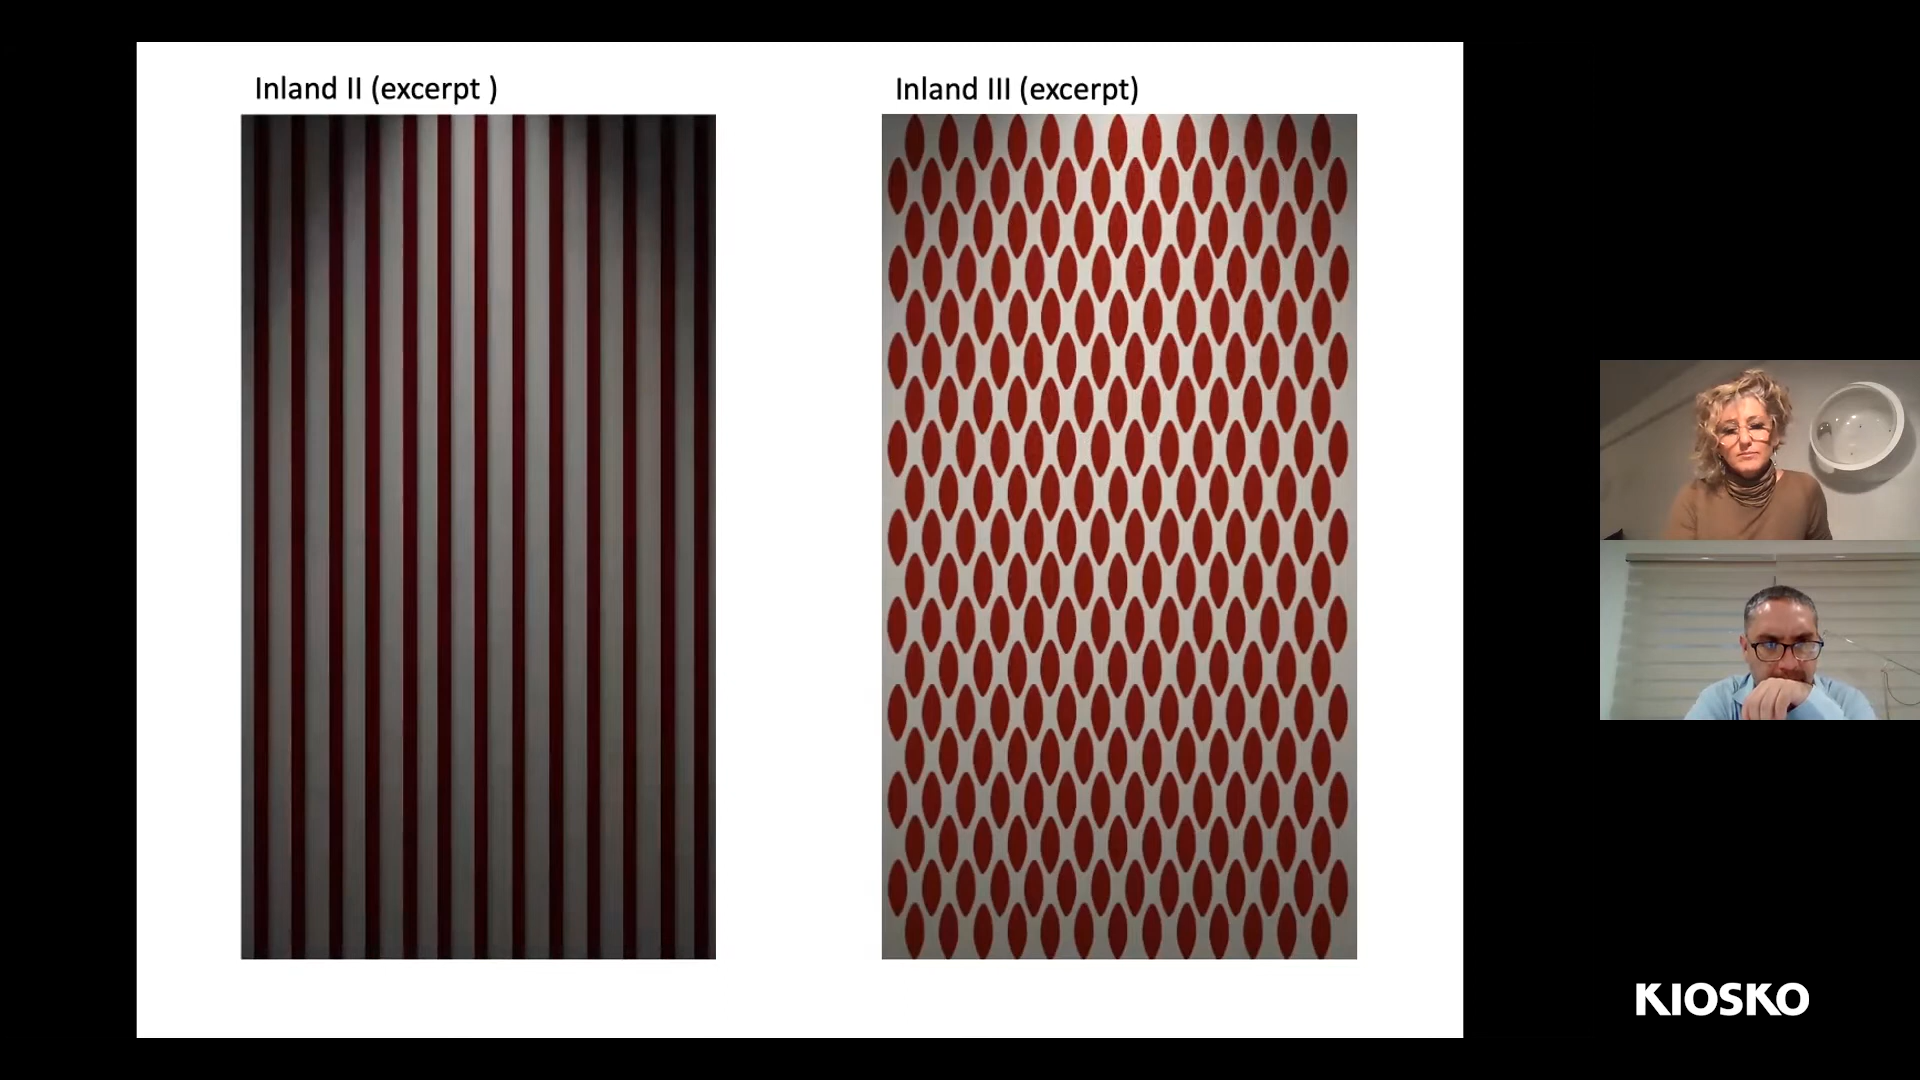 Inland II (excerpt )
Inland III (excerpt)
KIOSKO